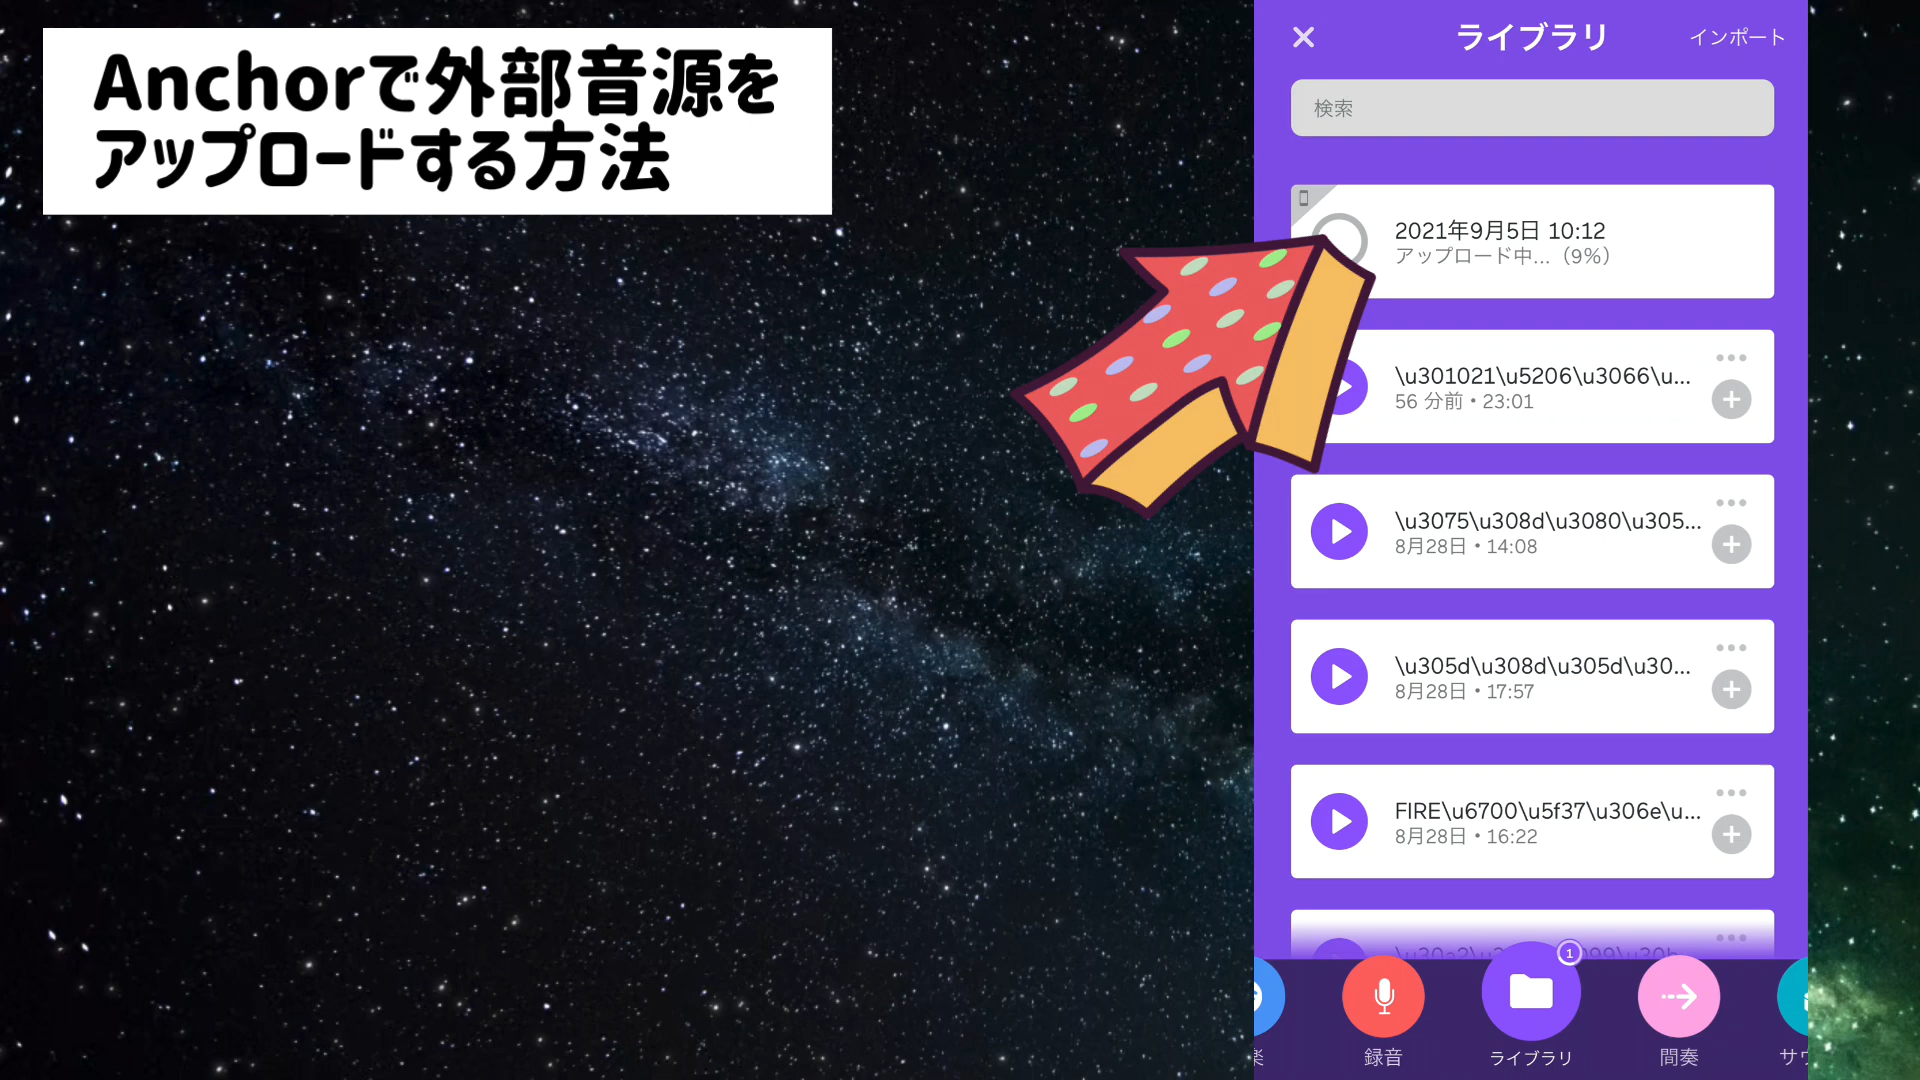 Anchorで外部音源を
アップロードする方法
ライブラリ
インポート
検索
2021年9月5日 10:12
アップロード中...（9%）
\u301021\u5206\u3066\u...
56 分前・23:01
\u3075\u308d\u3080\u305...
8月28日・14:08
\u305d\u308d\u305d\u30...
8月28日・17:57
FIRE\u6700\u5f37\u306e\u...
8月28日・16:22
1
録音
ライブラリ
間奏
サウ